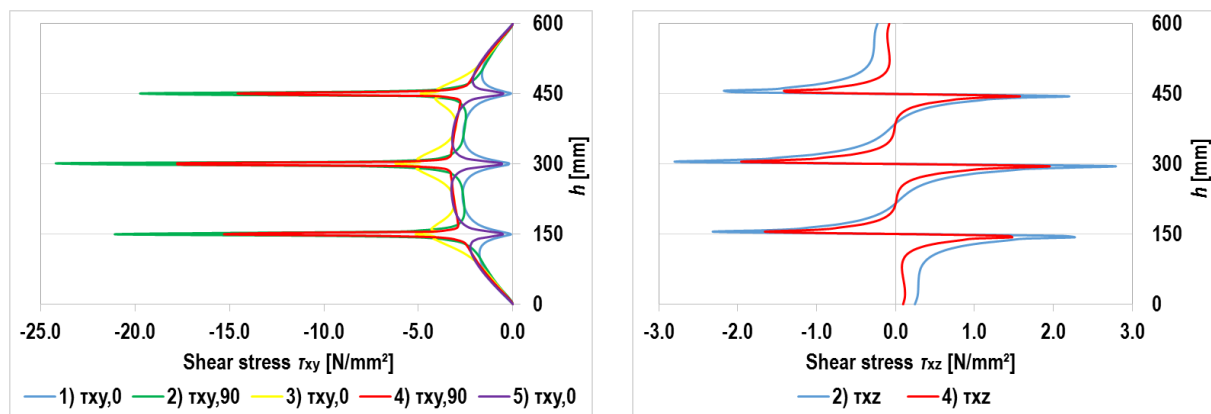 600
450
300
150
0
h [mm]
-25.0 -20.0 -15.0 -10.0 -5.0 0.0
Shear stress τxy [N/mm²]
1) τxy,0 2) τxy,90 3) τxy,0 4) τxy,90 5) τxy,0
600
450
300
150
0
h [mm]
-3.0 -2.0 -1.0 0.0 1.0 2.0 3.0
Shear stress τxz [N/mm²]
2) τxz 4) τxz